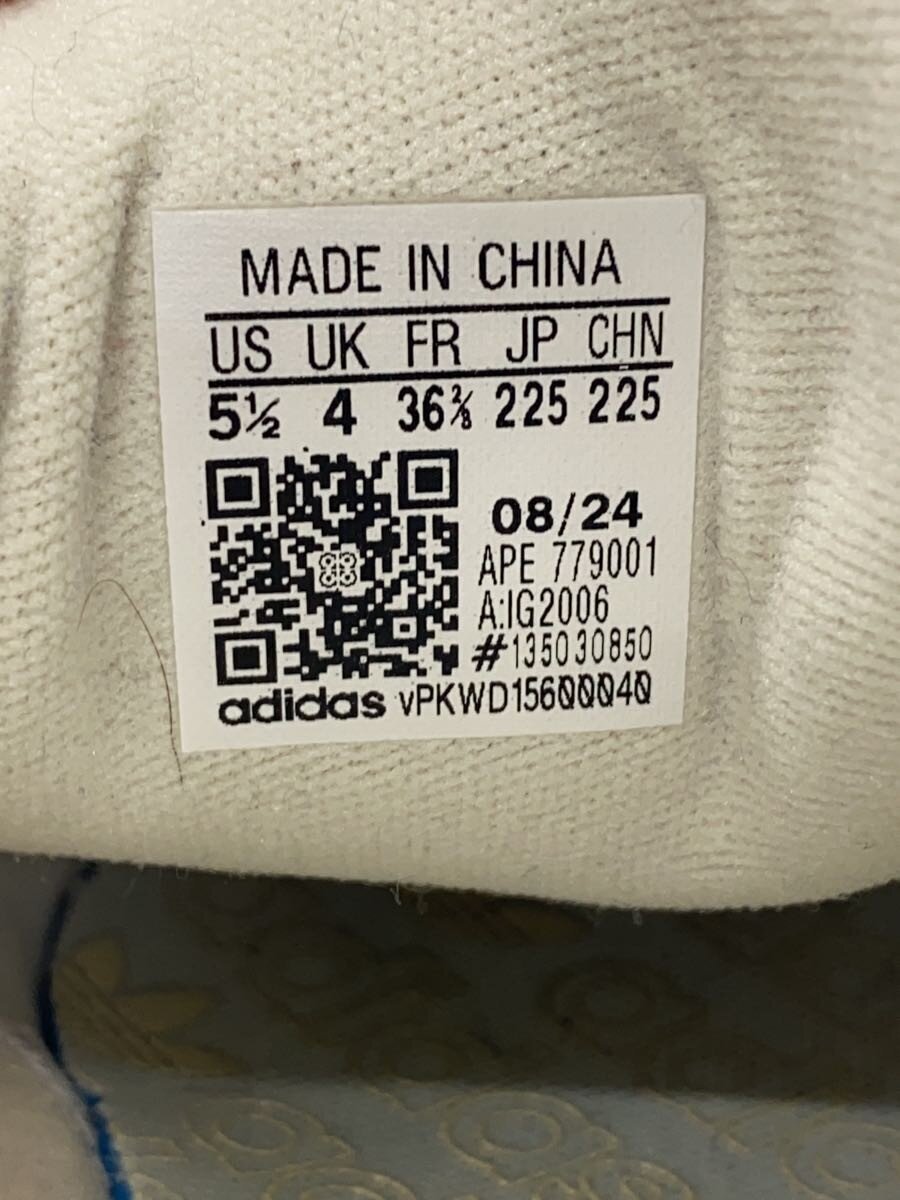 MADE IN CHINA
US UK FR JP CHN
5½ 4 36⅔ 225 225
08/24
APE 779001
A:IG2006
#135030850
adidas vPKWD15600040